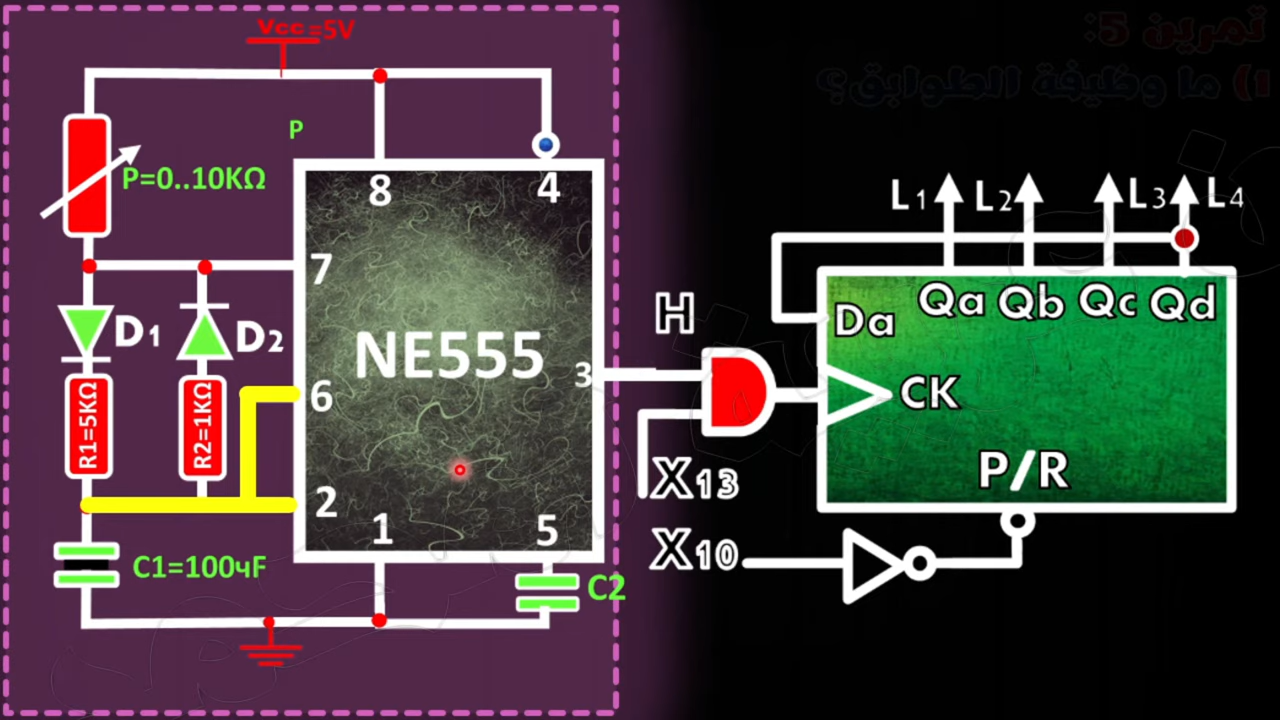 تمرين 5:
1) ما وظيفة الطوابق؟
Vcc=5V
P
P=0..10KΩ
8
4
7
D1
D2
NE555
3
6
R1=5KΩ
R2=1KΩ
2
1
5
C1=100чF
C2
H
X13
X10
L1
L2
L3
L4
Da
Qa
Qb
Qc
Qd
CK
P/R